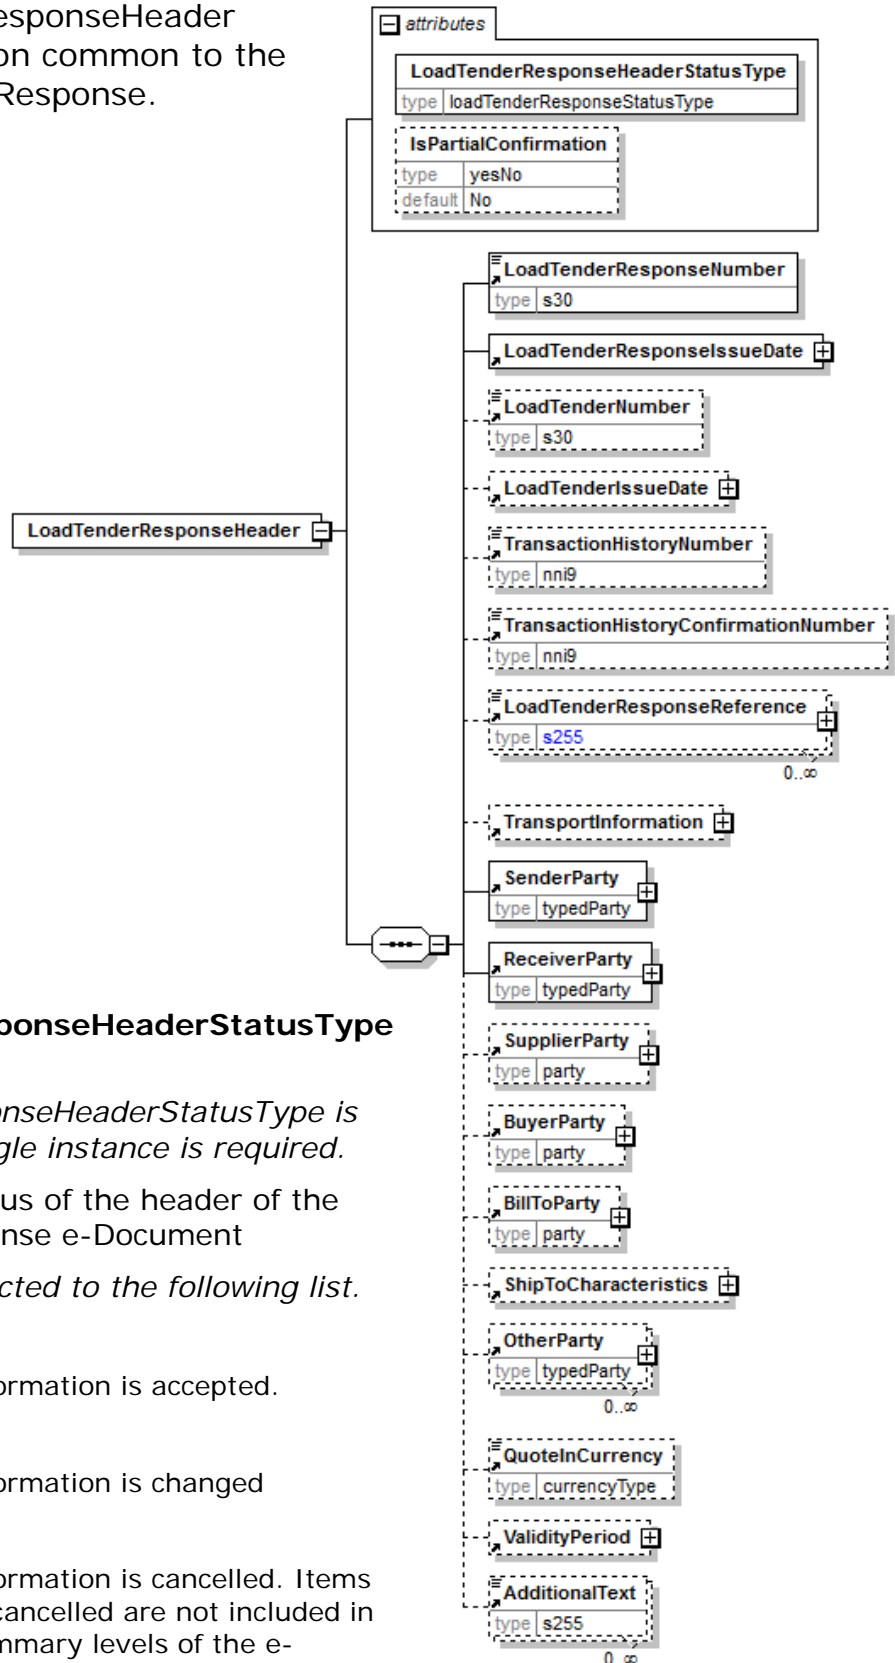 esponseHeader
on common to the
Response.
attributes
LoadTenderResponseHeaderStatusType
type loadTenderResponseStatusType
IsPartialConfirmation
type yesNo
default No
LoadTenderResponseNumber
type s30
LoadTenderResponseIssueDate
LoadTenderNumber
type s30
LoadTenderIssueDate
LoadTenderResponseHeader
TransactionHistoryNumber
type nni9
TransactionHistoryConfirmationNumber
type nni9
LoadTenderResponseReference
type s255
0..∞
TransportInformation
SenderParty
type typedParty
ReceiverParty
type typedParty
ponseHeaderStatusType
SupplierParty
type party
onseHeaderStatusType is
gle instance is required.
BuyerParty
type party
us of the header of the
nse e-Document
BillToParty
type party
cted to the following list.
ShipToCharacteristics
OtherParty
type typedParty
0..∞
ormation is accepted.
QuoteInCurrency
type currencyType
ormation is changed
ValidityPeriod
ormation is cancelled. Items
cancelled are not included in
mmary levels of the e-
AdditionalText
type s255
0..∞